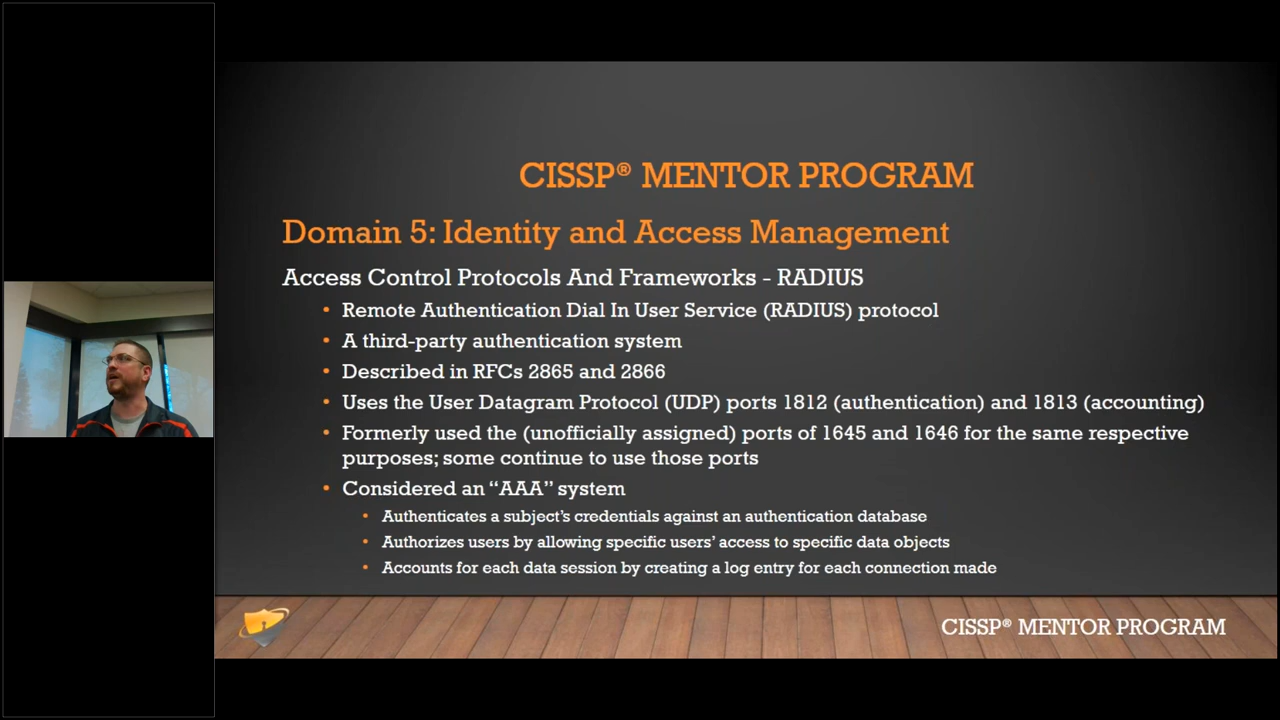 CISSP® MENTOR PROGRAM
Domain 5: Identity and Access Management
Access Control Protocols And Frameworks - RADIUS
• Remote Authentication Dial In User Service (RADIUS) protocol
• A third-party authentication system
• Described in RFCs 2865 and 2866
• Uses the User Datagram Protocol (UDP) ports 1812 (authentication) and 1813 (accounting)
• Formerly used the (unofficially assigned) ports of 1645 and 1646 for the same respective
purposes; some continue to use those ports
• Considered an “AAA” system
• Authenticates a subject’s credentials against an authentication database
• Authorizes users by allowing specific users’ access to specific data objects
• Accounts for each data session by creating a log entry for each connection made
CISSP® MENTOR PROGRAM